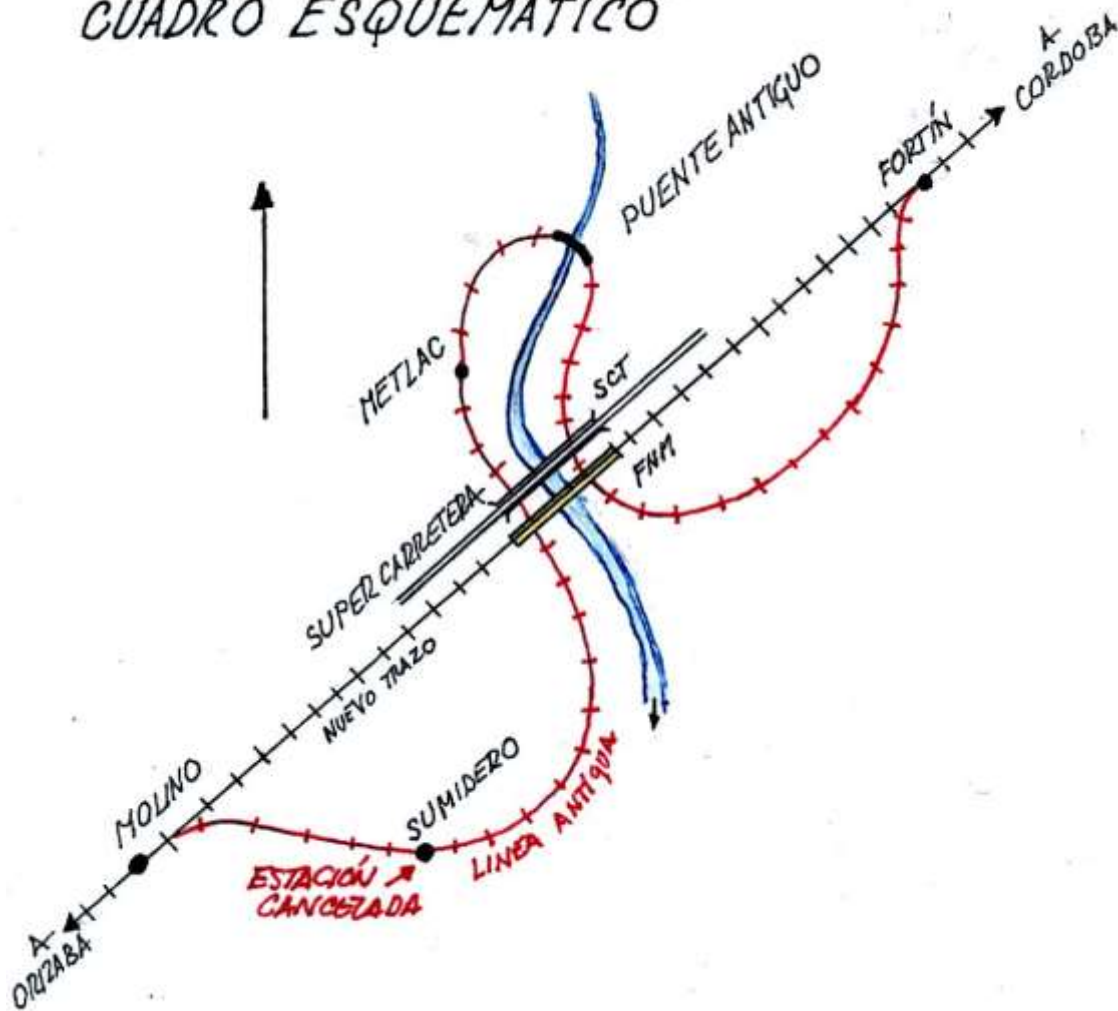 CUADRO ESQUEMATICO
A
CORDOBA
PUENTE ANTIGUO
FORTÍN
METLAC
SCT
FNM
SUPER CARRETERA
NUEVO TRAZO
MOLINO
SUMIDERO
LINEA ANTIGUA
ESTACIÓN
CANCELADA
A
ORIZABA